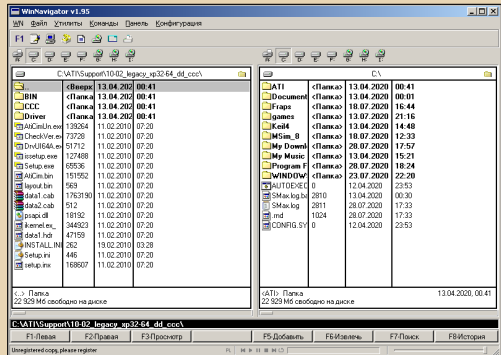 WinNavigator v1.95
WN Файл Утилиты Команды Панель Конфигурация
F1
C:\ATI\Support\10-02_legacy_xp32-64_dd_ccc\
.. <Вверх 13.04.202 00:41
BIN <Папка 13.04.202 00:41
CCC <Папка 13.04.202 00:41
Driver <Папка 13.04.202 00:41
AtiCimUn.ex 139264 11.02.2010 07:20
CheckVer.ex 73728 11.02.2010 07:20
DrvUI64A.ex 51712 11.02.2010 07:20
issetup.exe 127488 11.02.2010 07:20
Setup.exe 65536 11.02.2010 07:20
AtiCim.bin 151552 11.02.2010 07:20
layout.bin 569 11.02.2010 07:20
data1.cab 1763190 11.02.2010 07:20
data2.cab 512 11.02.2010 07:20
psapi.dll 18192 11.02.2010 07:20
ikernel.ex_ 344923 11.02.2010 07:20
data1.hdr 47159 11.02.2010 07:20
INSTALL.INI 262 19.02.2010 03:28
Setup.ini 446 11.02.2010 07:20
setup.inx 168607 11.02.2010 07:20
<..> Папка
22 929 Мб свободно на диске
C:\
ATI <Папка> 13.04.2020 00:41
Document <Папка> 13.04.2020 00:01
Fraps <Папка> 18.07.2020 16:44
games <Папка> 13.07.2020 21:16
Keil4 <Папка> 13.04.2020 14:48
MSim_8 <Папка> 18.07.2020 12:33
My Downl <Папка> 28.07.2020 17:57
My Music <Папка> 13.04.2020 15:21
Program F <Папка> 28.07.2020 18:24
WINDOW <Папка> 23.07.2020 22:20
AUTOEXEC 0 12.04.2020 23:53
SMax.log.ba 2810 13.04.2020 00:30
SMax.log 2811 28.07.2020 17:33
.rnd 1024 28.07.2020 17:33
CONFIG.SY 0 12.04.2020 23:53
<ATI> Папка 13.04.2020, 00:41
22 929 Мб свободно на диске
C:\ATI\Support\10-02_legacy_xp32-64_dd_ccc\
F1-Левая F2-Правая F3-Просмотр F5-Добавить F6-Извлечь F7-Поиск F8-История
Unregistered copy, please register